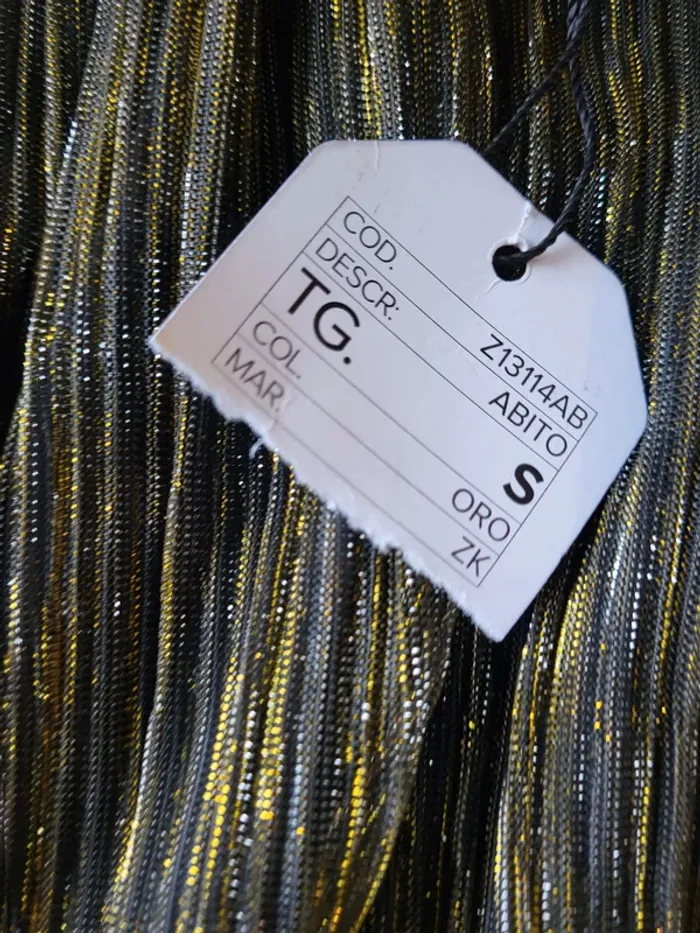 COD. Z13114AB
DESCR: ABITO
TG. S
COL. ORO
MAR. ZK